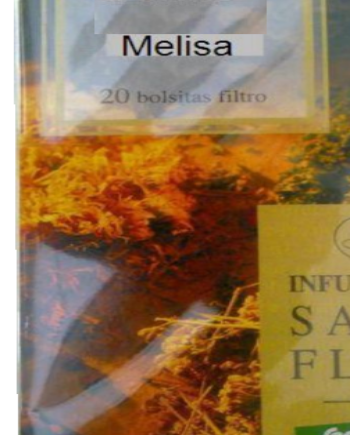 Melisa
20 bolsitas filtro
INFU
S A
F L